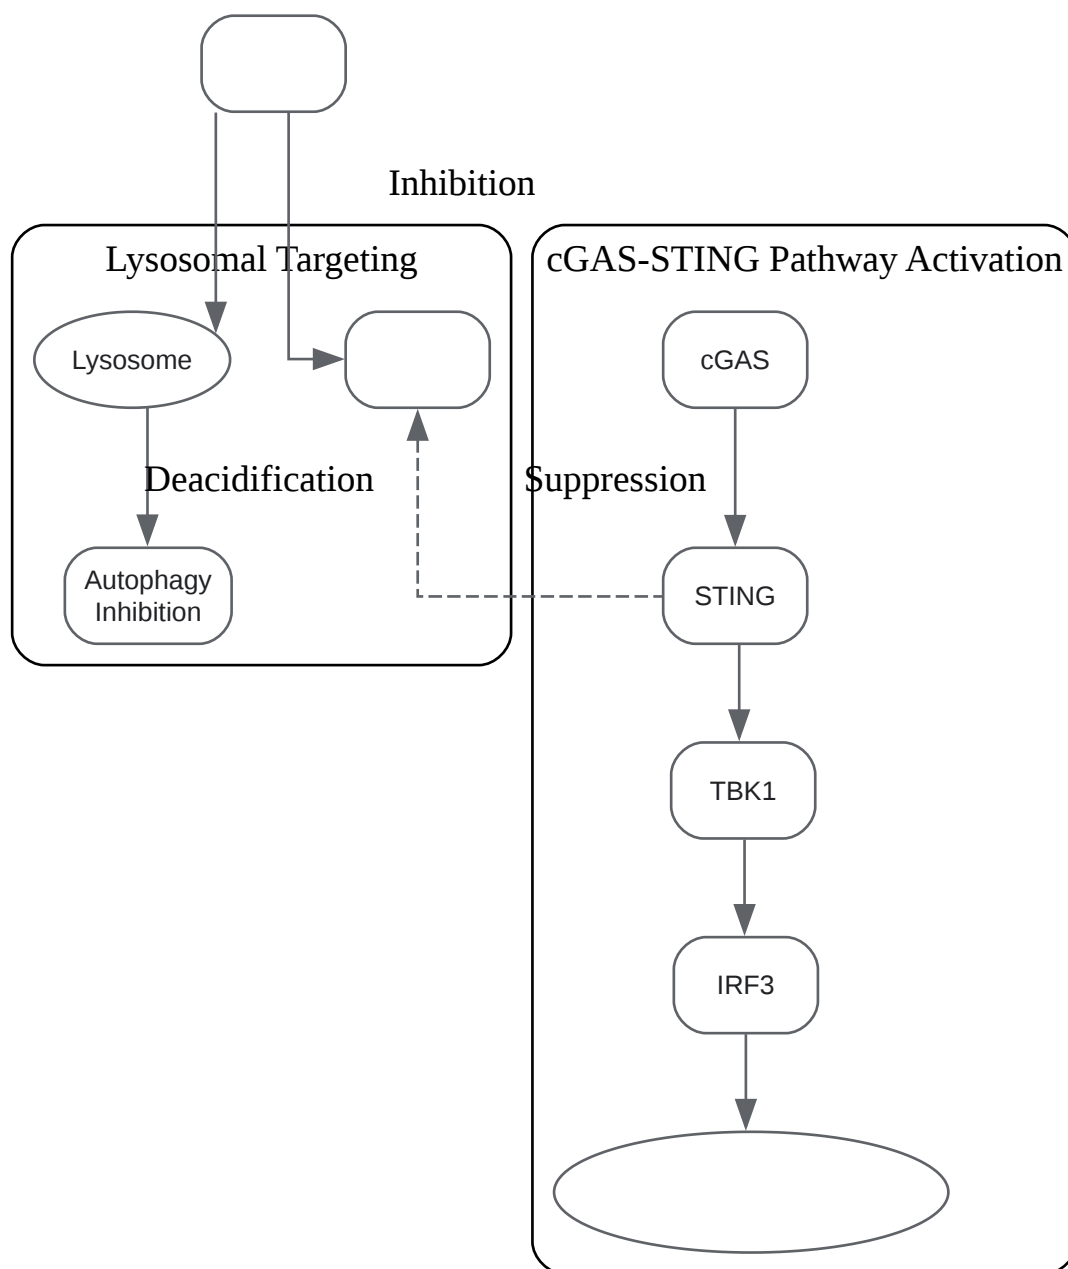 Inhibition
Lysosomal Targeting
cGAS-STING Pathway Activation
Lysosome
cGAS
Deacidification
Suppression
Autophagy
Inhibition
STING
TBK1
IRF3